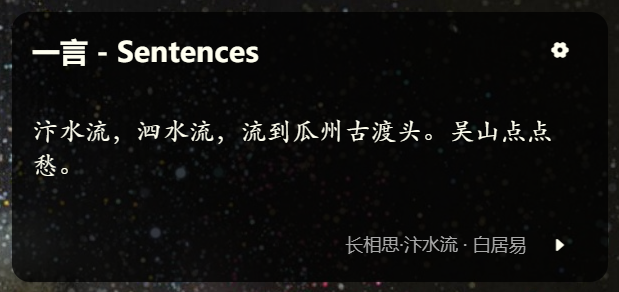 一言 - Sentences
汴水流，泗水流，流到瓜州古渡头。吴山点点
愁。
长相思·汴水流 · 白居易